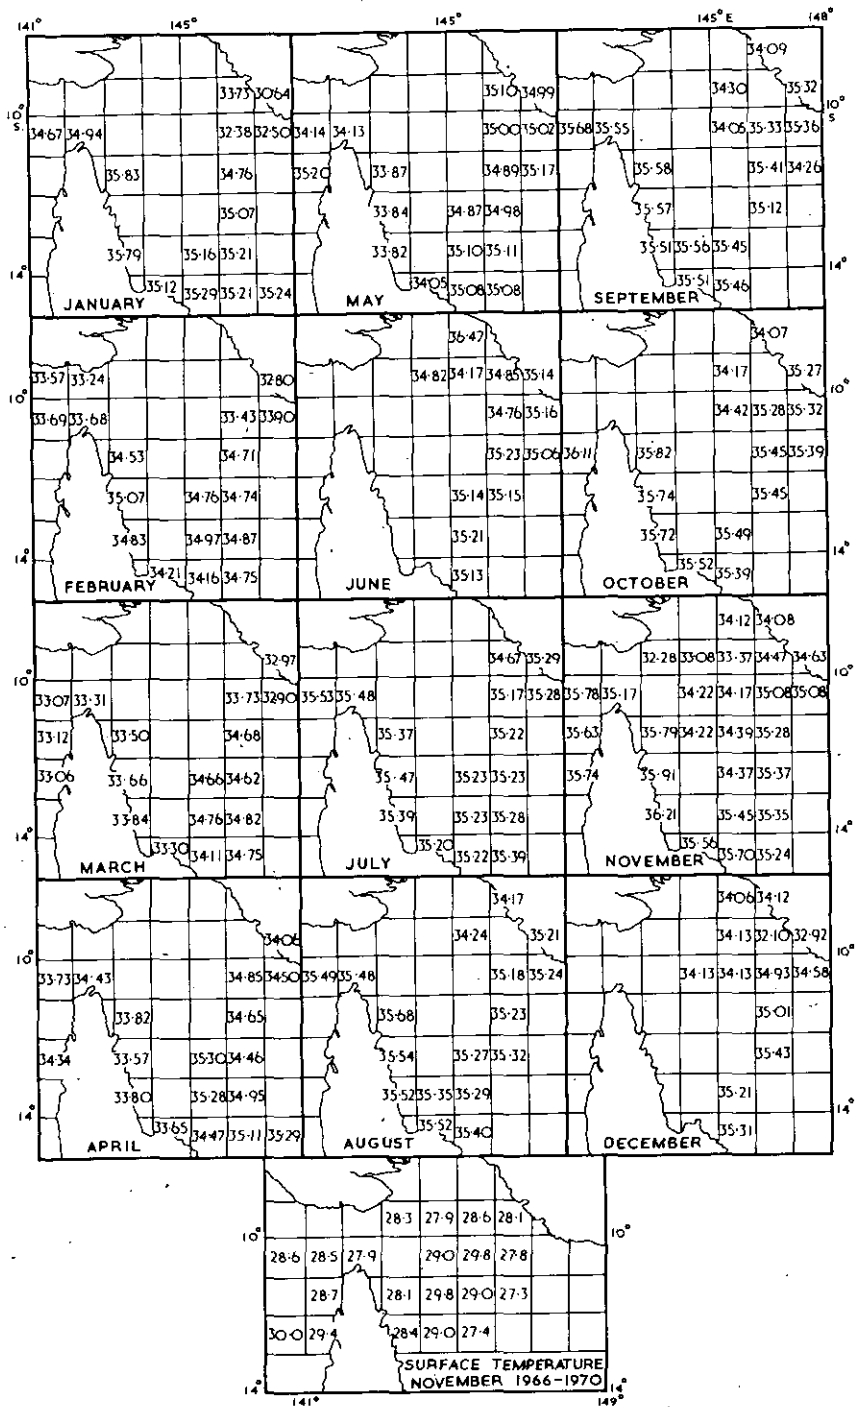 141° 145° 145° 145°E 148°
34·09
33·73 30·64 35·10 34·99 34·30 35·32
10° S. 10° S
34·67 34·94 32·38 32·50 34·14 34·13 35·00 35·02 35·68 35·55 34·05 35·33 35·36
35·83 34·76 35·20 33·87 34·89 35·17 35·58 35·41 34·26
35·07 33·84 34·87 34·98 35·57 35·12
35·79 35·16 35·21 33·82 35·10 35·11 35·51 35·56 35·45
14° 14°
35·12 35·29 35·21 35·24 34·05 35·08 35·08 35·51 35·46
JANUARY MAY SEPTEMBER
36·47 34·07
33·57 33·24 32·80 34·82 34·17 34·85 35·14 34·17 35·27
10° 10°
33·69 33·68 33·43 33·90 34·76 35·16 34·42 35·28 35·32
34·53 34·71 35·23 35·06 36·11 35·82 35·45 35·39
35·07 34·76 34·74 35·14 35·15 35·74 35·45
34·83 34·97 34·87 35·21 35·72 35·49
14° 14°
34·21 34·16 34·75 35·13 35·52 35·39
FEBRUARY JUNE OCTOBER
34·12 34·08
32·97 34·67 35·29 32·28 33·08 33·37 34·47 34·63
10° 10°
33·07 33·31 33·73 32·90 35·53 35·48 35·17 35·28 35·78 35·17 34·22 34·17 35·08 35·08
33·12 33·50 34·68 35·37 35·22 35·63 35·79 34·22 34·39 35·28
33·06 33·66 34·66 34·62 35·47 35·23 35·23 35·74 35·91 34·37 35·37
33·84 34·76 34·82 35·39 35·23 35·28 36·21 35·45 35·35
14° 14°
33·30 34·11 34·75 35·20 35·22 35·39 35·56 35·70 35·24
MARCH JULY NOVEMBER
34·17 34·06 34·12
34·06 34·24 35·21 34·13 32·10 32·92
10° 10°
33·73 34·43 34·85 34·50 35·49 35·48 35·18 35·24 34·13 34·13 34·93 34·58
33·82 34·65 35·68 35·23 35·01
34·34 33·57 35·30 34·46 35·54 35·27 35·32 35·43
33·80 35·28 34·95 35·52 35·35 35·29 35·21
14° 14°
33·65 34·47 35·11 35·29 35·52 35·40 35·31
APRIL AUGUST DECEMBER
28·3 27·9 28·6 28·1
10° 10°
28·6 28·5 27·9 29·0 29·8 27·8
28·7 28·1 29·8 29·0 27·3
30·0 29·4 28·4 29·0 27·4
SURFACE TEMPERATURE
NOVEMBER 1966-1970
14° 14°
141° 149°